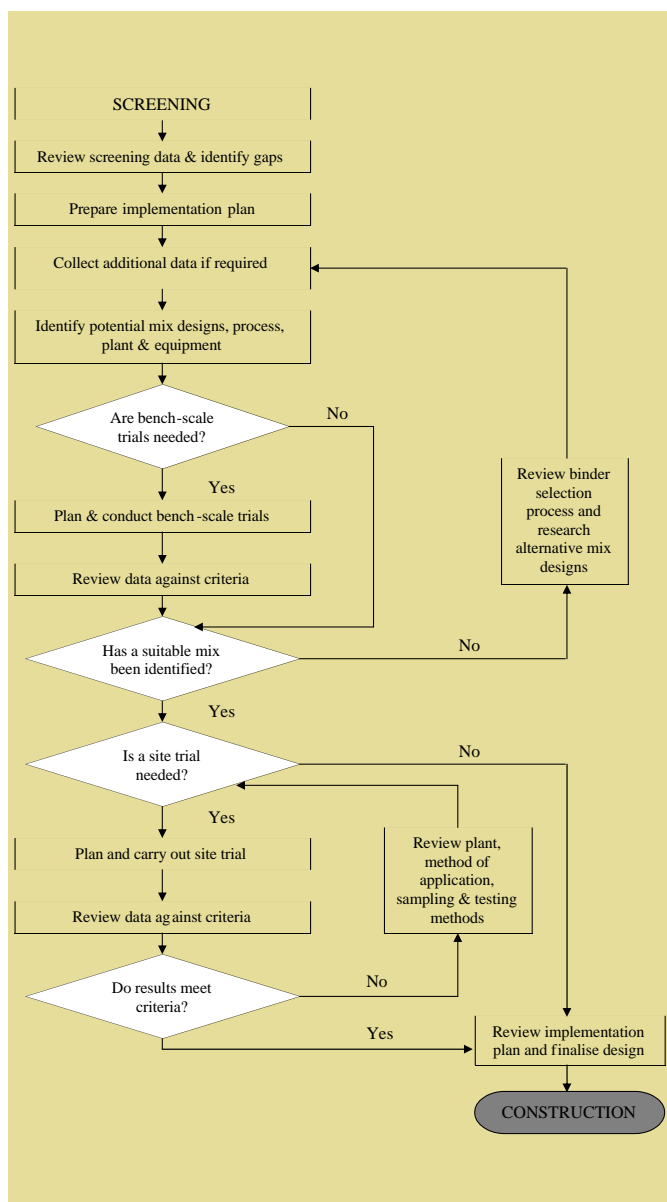 SCREENING
Review screening data & identify gaps
Prepare implementation plan
Collect additional data if required
Identify potential mix designs, process,
plant & equipment
Are bench-scale
trials needed?
No
Yes
Plan & conduct bench-scale trials
Review data against criteria
Review binder
selection
process and
research
alternative mix
designs
Has a suitable mix
been identified?
No
Yes
Is a site trial
needed?
No
Yes
Plan and carry out site trial
Review data against criteria
Review plant,
method of
application,
sampling & testing
methods
Do results meet
criteria?
No
Yes
Review implementation
plan and finalise design
CONSTRUCTION